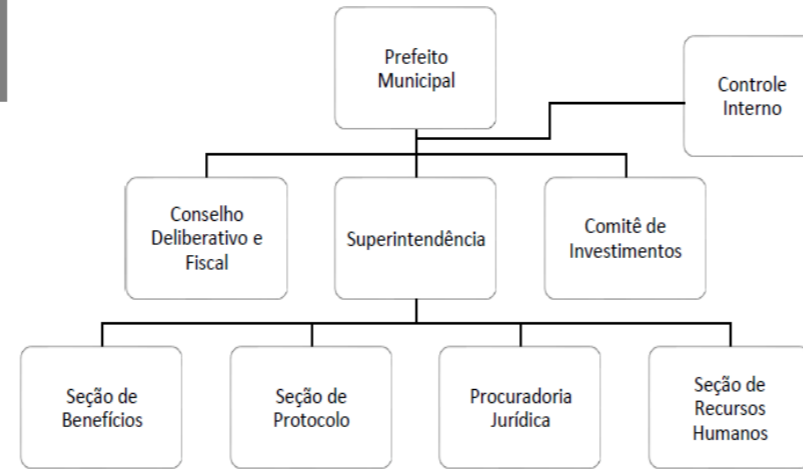 Prefeito
Municipal
Controle
Interno
Conselho
Deliberativo e
Fiscal
Superintendência
Comitê de
Investimentos
Seção de
Benefícios
Seção de
Protocolo
Procuradoria
Jurídica
Seção de
Recursos
Humanos